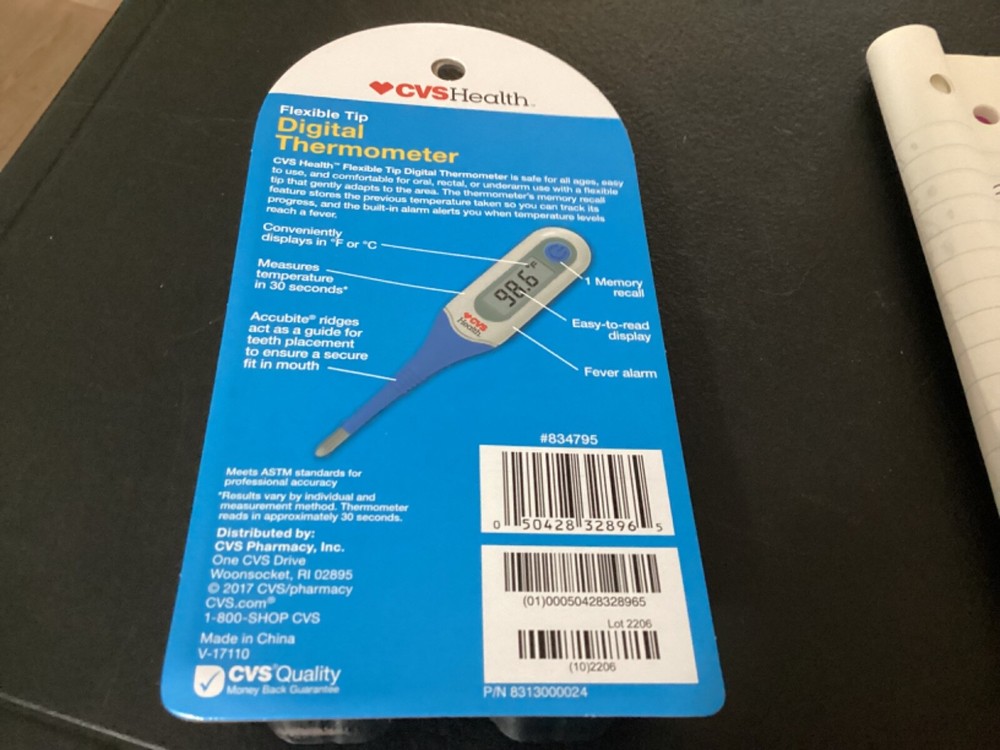 CVSHealth™
Flexible Tip
Digital
Thermometer
CVS Health™ Flexible Tip Digital Thermometer is safe for all ages, easy
to use, and comfortable for oral, rectal, or underarm use with a flexible
tip that gently adapts to the area. The thermometer's memory recall
feature stores the previous temperature taken so you can track its
progress, and the built-in alarm alerts you when temperature levels
reach a fever.
Conveniently
displays in °F or °C
Measures
temperature
in 30 seconds*
Accubite® ridges
act as a guide for
teeth placement
to ensure a secure
fit in mouth
98.6°F
CVS
Health
1 Memory
recall
Easy-to-read
display
Fever alarm
#834795
0 50428 32896 5
(01)00050428328965
Lot 2206
(10)2206
P/N 8313000024
Meets ASTM standards for
professional accuracy
*Results vary by individual and
measurement method. Thermometer
reads in approximately 30 seconds.
Distributed by:
CVS Pharmacy, Inc.
One CVS Drive
Woonsocket, RI 02895
© 2017 CVS/pharmacy
CVS.com®
1-800-SHOP CVS
Made in China
V-17110
CVS® Quality
Money Back Guarantee